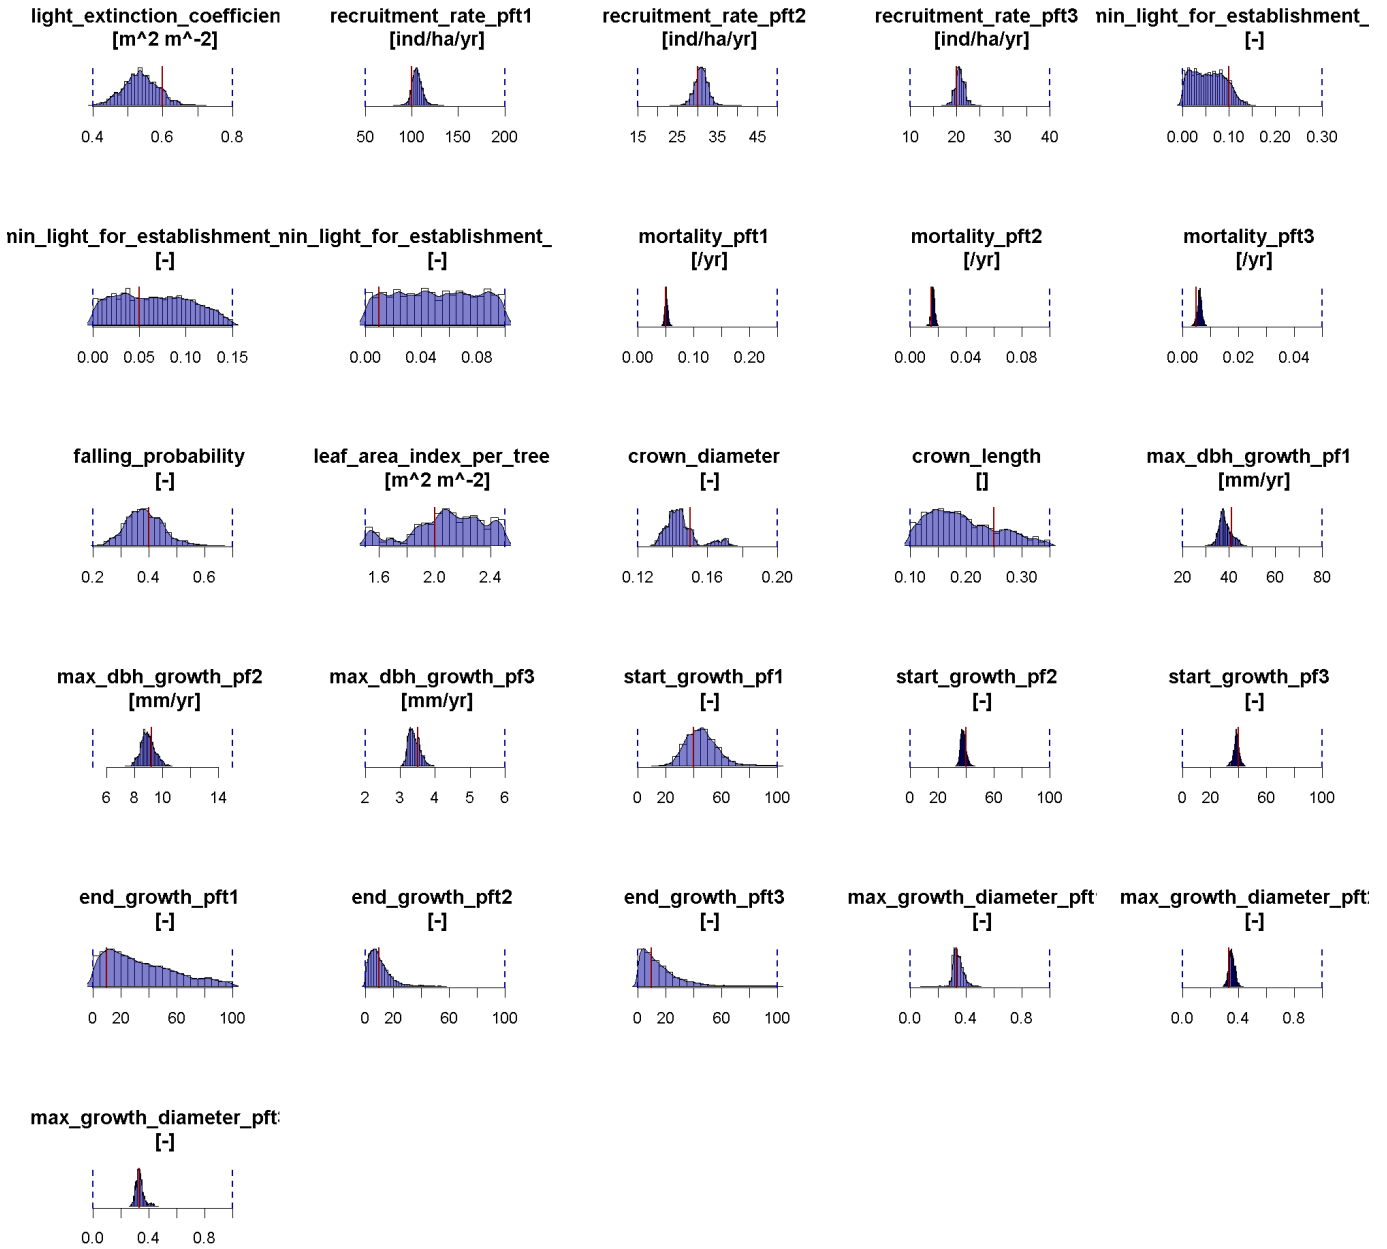 light_extinction_coefficien recruitment_rate_pft1 recruitment_rate_pft2 recruitment_rate_pft3 min_light_for_establishment_
[m^2 m^-2] [ind/ha/yr] [ind/ha/yr] [ind/ha/yr] [-]
0.4 0.6 0.8 50 100 150 200 15 25 35 45 10 20 30 40 0.00 0.10 0.30
min_light_for_establishment_ min_light_for_establishment_ mortality_pft1 mortality_pft2 mortality_pft3
[-] [-] [/yr] [/yr] [/yr]
0.00 0.05 0.10 0.15 0.00 0.04 0.08 0.00 0.10 0.20 0.00 0.04 0.08 0.00 0.02 0.04
falling_probability leaf_area_index_per_tree crown_diameter crown_length max_dbh_growth_pf1
[-] [m^2 m^-2] [-] [] [mm/yr]
0.2 0.4 0.6 1.6 2.0 2.4 0.12 0.16 0.20 0.10 0.20 0.30 20 40 60 80
max_dbh_growth_pf2 max_dbh_growth_pf3 start_growth_pf1 start_growth_pf2 start_growth_pf3
[mm/yr] [mm/yr] [-] [-] [-]
6 8 10 14 2 3 4 5 6 0 20 60 100 0 20 60 100 0 20 60 100
end_growth_pft1 end_growth_pft2 end_growth_pft3 max_growth_diameter_pft max_growth_diameter_pft
[-] [-] [-] [-] [-]
0 20 60 100 0 20 60 100 0 20 60 100 0.0 0.4 0.8 0.0 0.4 0.8
max_growth_diameter_pft
[-]
0.0 0.4 0.8